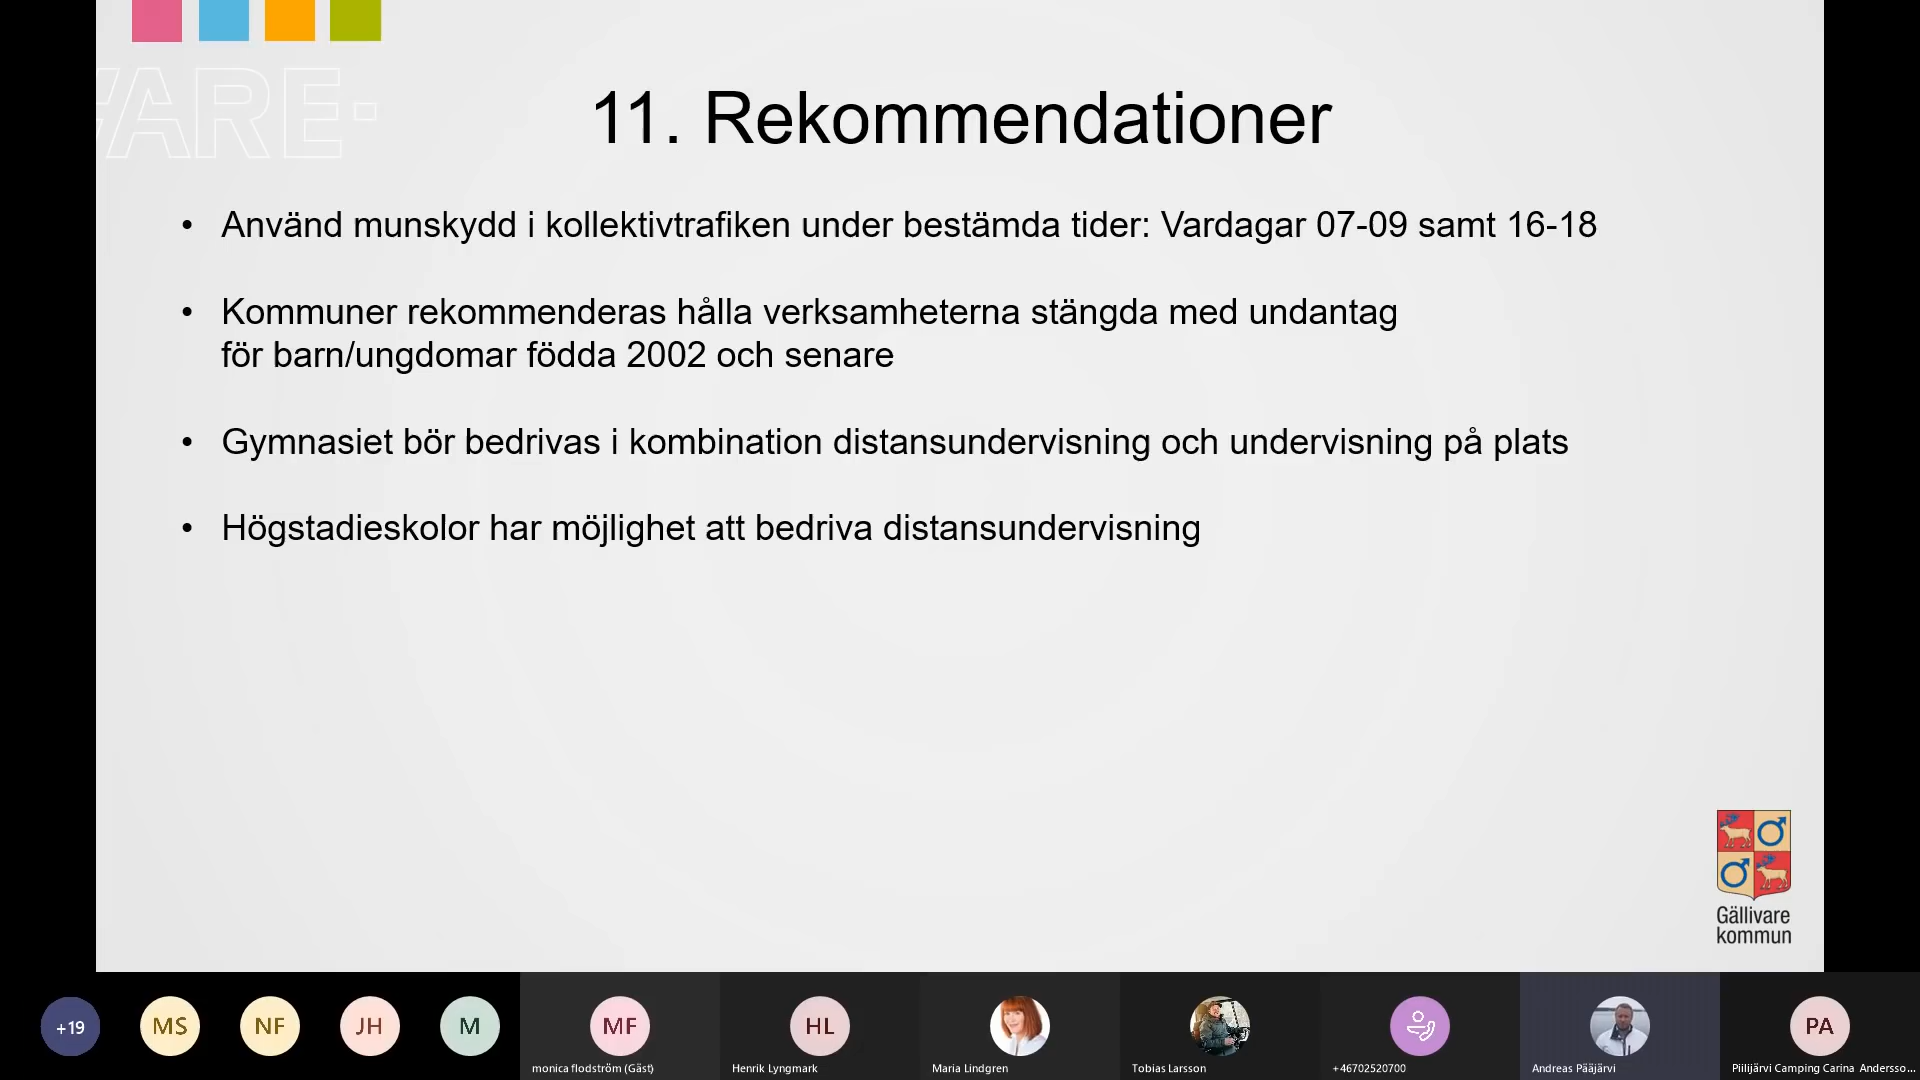 VARE
11. Rekommendationer
• Använd munskydd i kollektivtrafiken under bestämda tider: Vardagar 07-09 samt 16-18
• Kommuner rekommenderas hålla verksamheterna stängda med undantag
för barn/ungdomar födda 2002 och senare
• Gymnasiet bör bedrivas i kombination distansundervisning och undervisning på plats
• Högstadieskolor har möjlighet att bedriva distansundervisning
Gällivare
kommun
+19
MS
NF
JH
M
MF
HL
PA
monica flodström (Gäst)
Henrik Lyngmark
Maria Lindgren
Tobias Larsson
+46702520700
Andreas Pääjärvi
Piilijärvi Camping Carina Andersso...